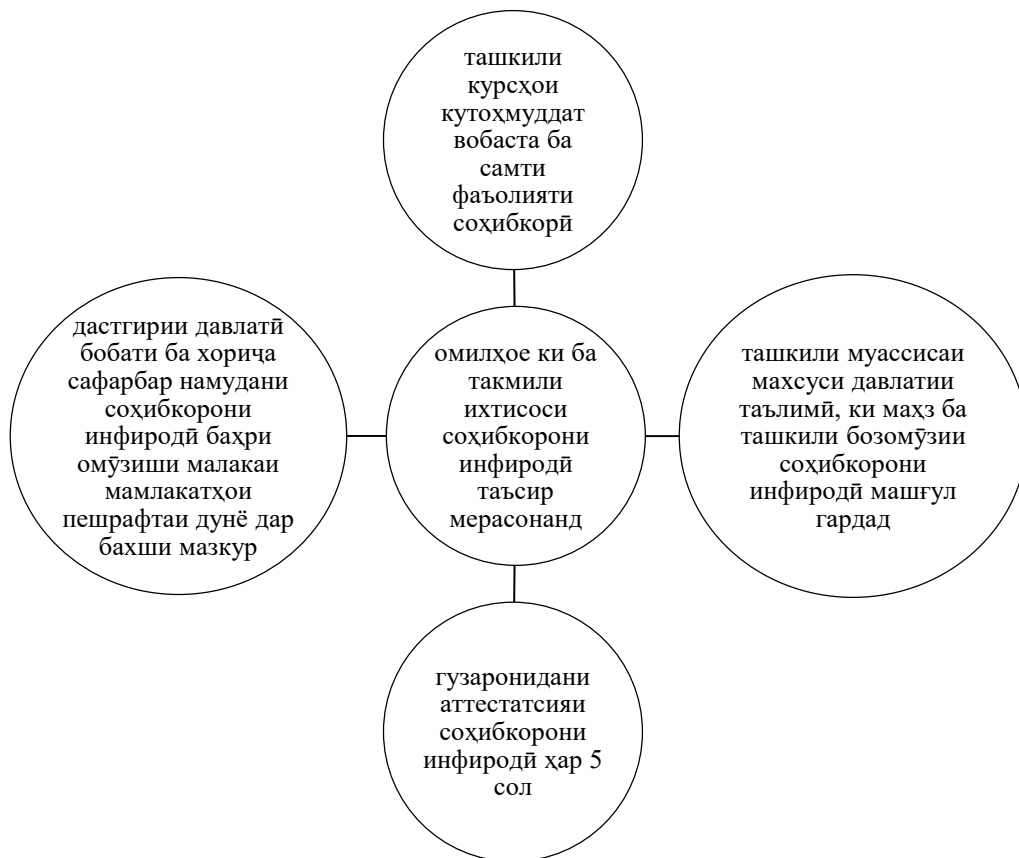 ташкили
курсҳои
кутоҳмуддат
вобаста ба
самти
фаъолияти
соҳибкорӣ
дастгирии давлатӣ
бобати ба хориҷа
сафарбар намудани
соҳибкорони
инфиродӣ баҳри
омӯзиши малакаи
мамлакатҳои
пешрафтаи дунё дар
бахши мазкур
омилҳое ки ба
такмили
ихтисоси
соҳибкорони
инфиродӣ
таъсир
мерасонанд
ташкили муассисаи
махсуси давлатии
таълимӣ, ки маҳз ба
ташкили бозомӯзии
соҳибкорони
инфиродӣ машғул
гардад
гузаронидани
аттестатсияи
соҳибкорони
инфиродӣ ҳар 5
сол